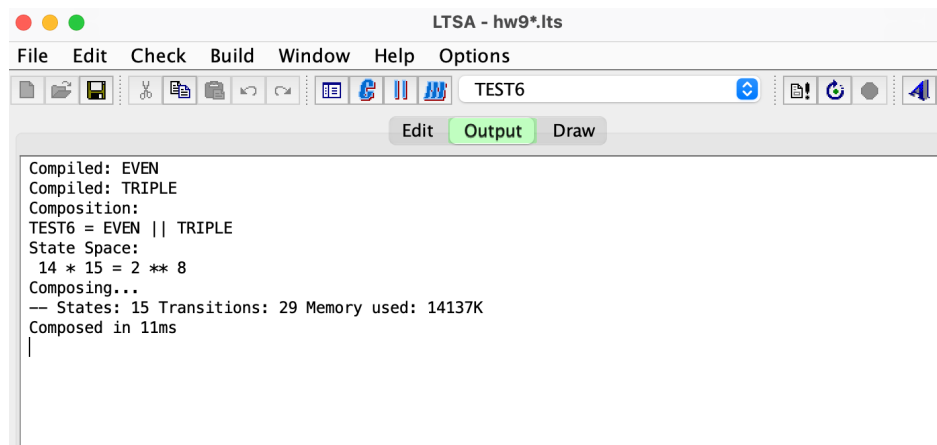 LTSA - hw9*.lts
File Edit Check Build Window Help Options
TEST6
Edit Output Draw
Compiled: EVEN
Compiled: TRIPLE
Composition:
TEST6 = EVEN || TRIPLE
State Space:
14 * 15 = 2 ** 8
Composing...
-- States: 15 Transitions: 29 Memory used: 14137K
Composed in 11ms